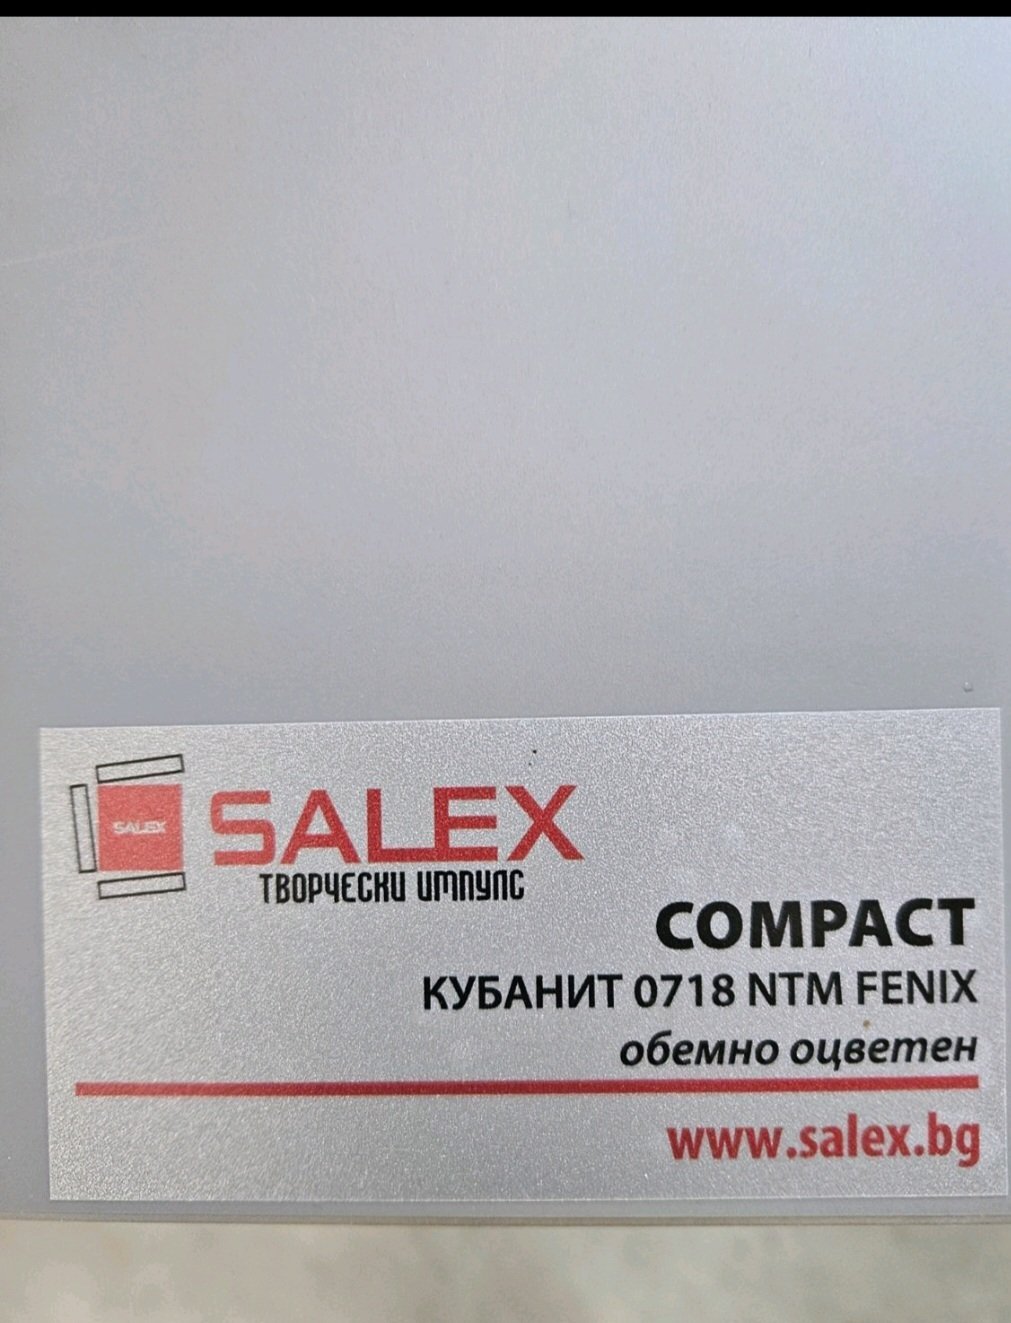 SALEX
SALEX
ТВОРЧЕСКИ ИМПУЛС
COMPACT
КУБАНИТ 0718 NTM FENIX
обемно оцветен
www.salex.bg